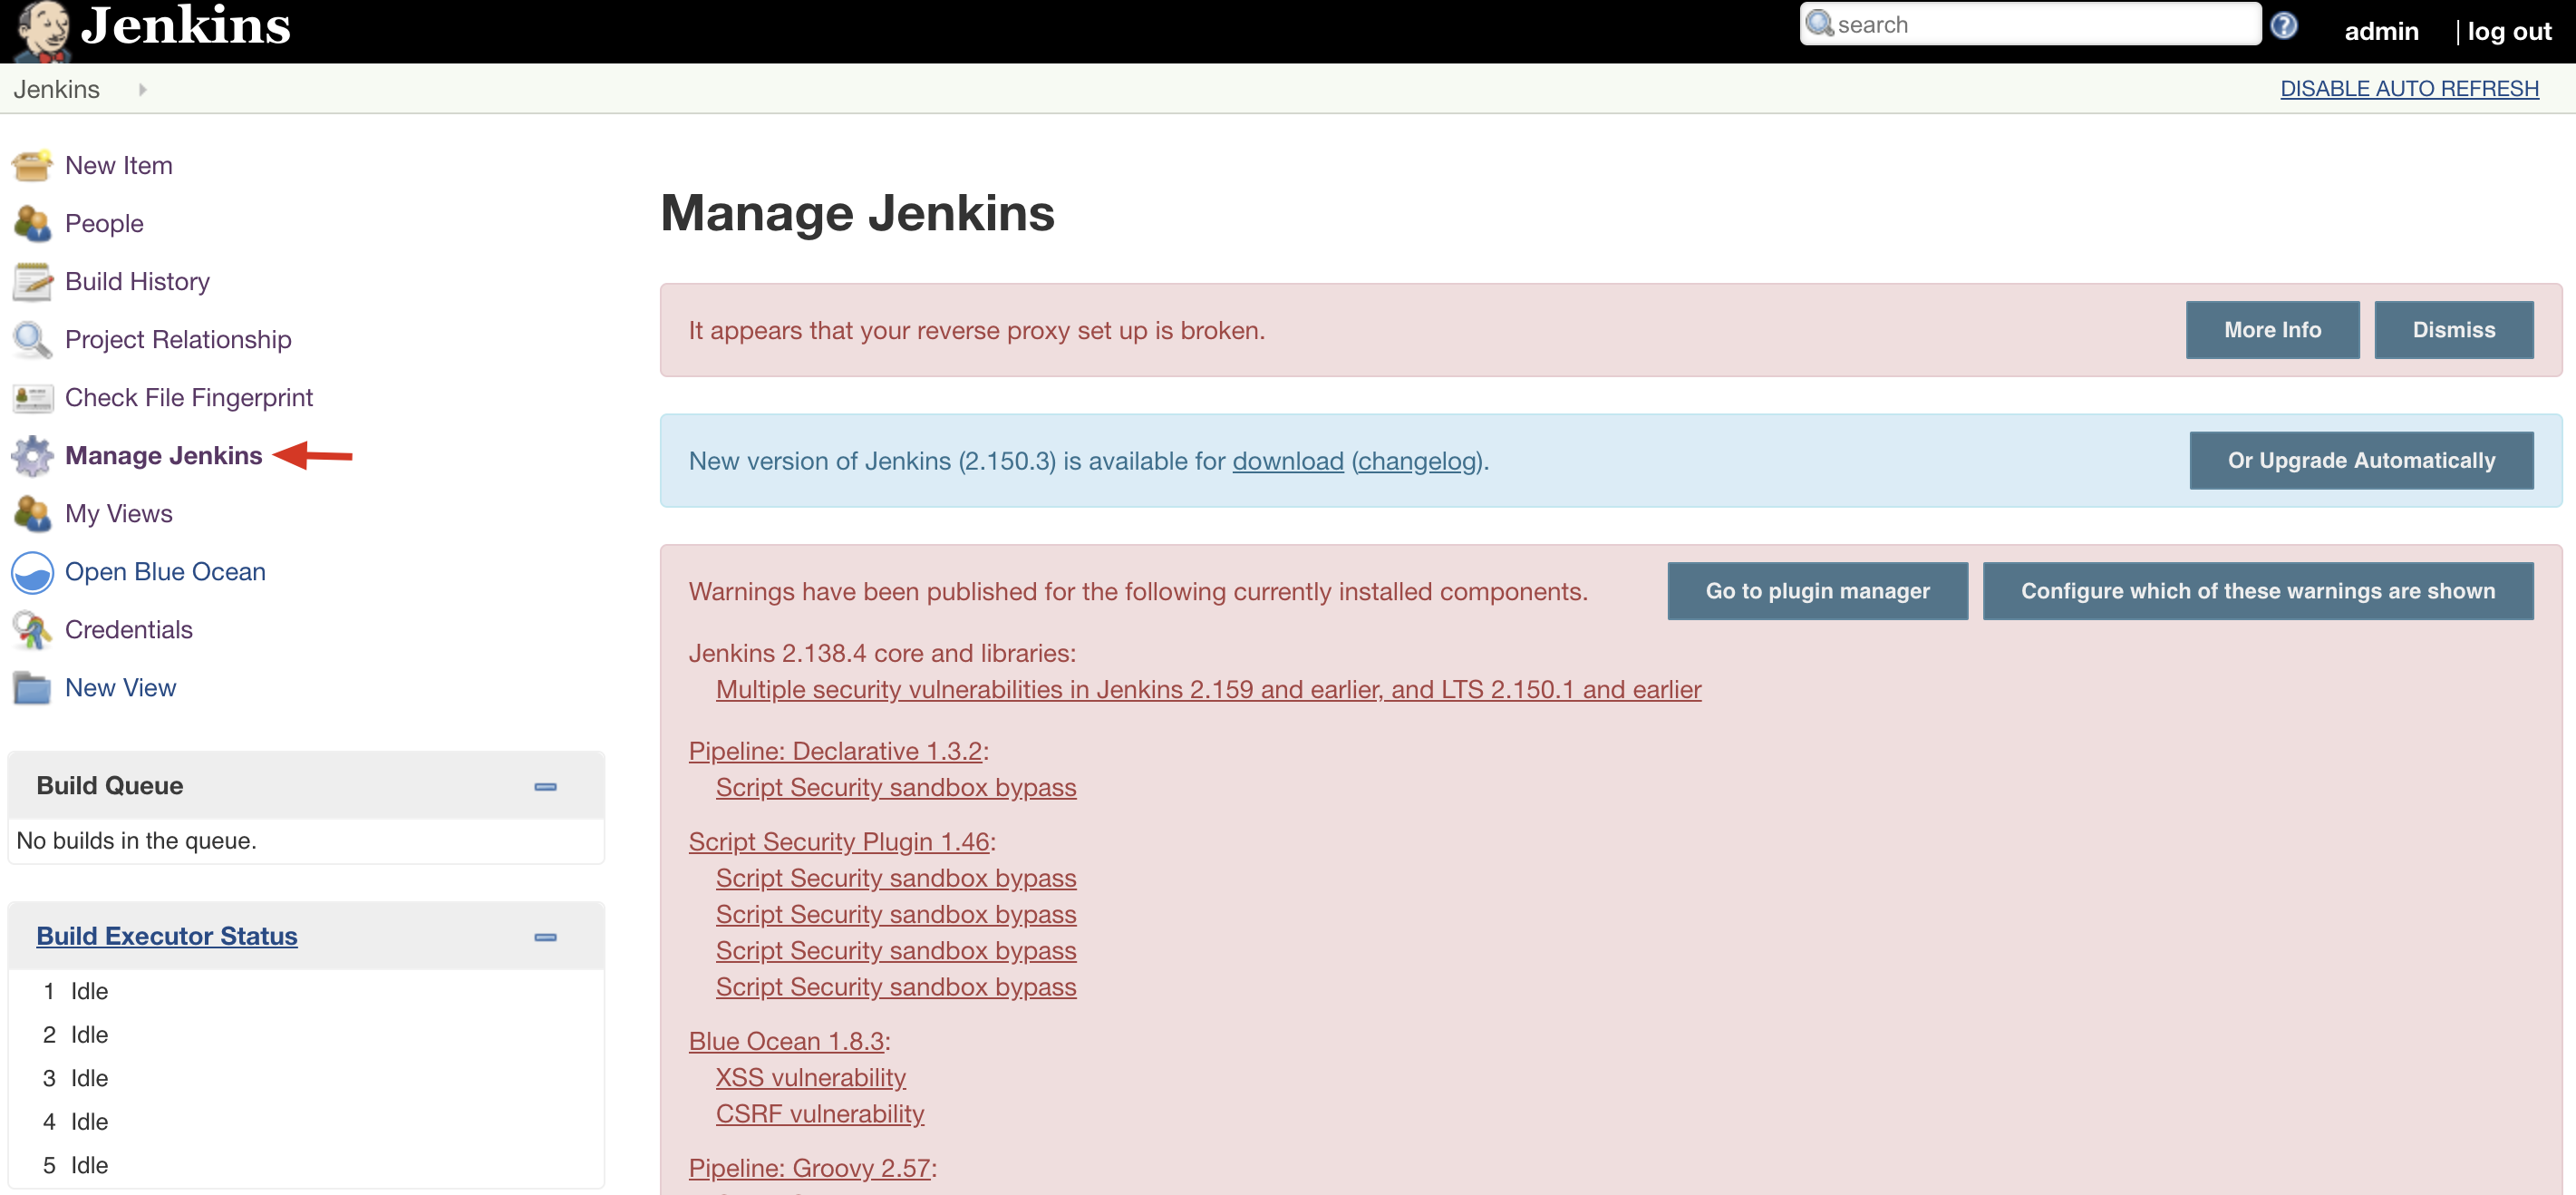 Jenkins
search
admin
| log out
Jenkins
DISABLE AUTO REFRESH
New Item
People
Build History
Project Relationship
Check File Fingerprint
Manage Jenkins
My Views
Open Blue Ocean
Credentials
New View
Build Queue
No builds in the queue.
Build Executor Status
1 Idle
2 Idle
3 Idle
4 Idle
5 Idle
Manage Jenkins
It appears that your reverse proxy set up is broken.
More Info
Dismiss
New version of Jenkins (2.150.3) is available for download (changelog).
Or Upgrade Automatically
Warnings have been published for the following currently installed components.
Go to plugin manager
Configure which of these warnings are shown
Jenkins 2.138.4 core and libraries:
Multiple security vulnerabilities in Jenkins 2.159 and earlier, and LTS 2.150.1 and earlier
Pipeline: Declarative 1.3.2:
Script Security sandbox bypass
Script Security Plugin 1.46:
Script Security sandbox bypass
Script Security sandbox bypass
Script Security sandbox bypass
Script Security sandbox bypass
Blue Ocean 1.8.3:
XSS vulnerability
CSRF vulnerability
Pipeline: Groovy 2.57: